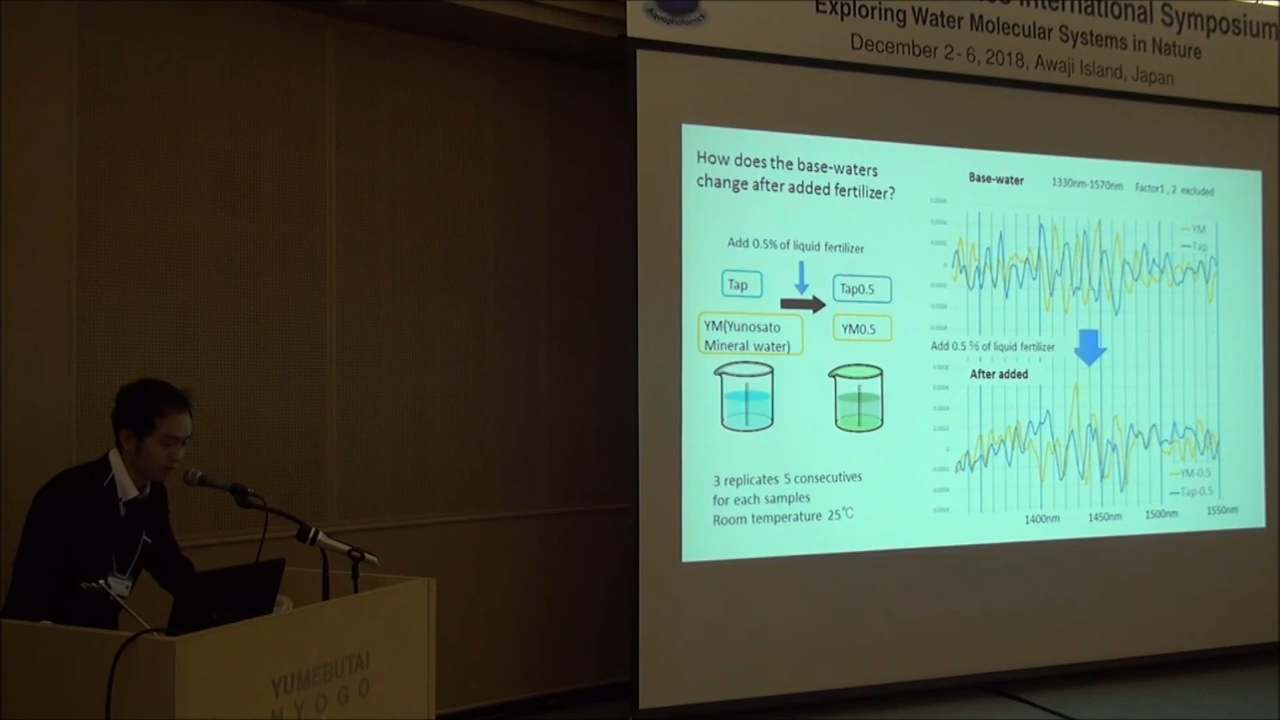 Aquaphotomics
International Symposium
Exploring Water Molecular Systems in Nature
December 2-6, 2018, Awaji Island, Japan
How does the base-waters
change after added fertilizer?
Add 0.5% of liquid fertilizer
Tap
Tap0.5
YM(Yunosato
Mineral water)
YM0.5
3 replicates 5 consecutives
for each samples
Room temperature 25℃
Base-water 1330nm-1570nm Factor1 , 2 excluded
YM
Tap
Add 0.5 % of liquid fertilizer
After added
YM-0.5
Tap-0.5
1400nm 1450nm 1500nm 1550nm
YUMEBUTAI
HYOGO